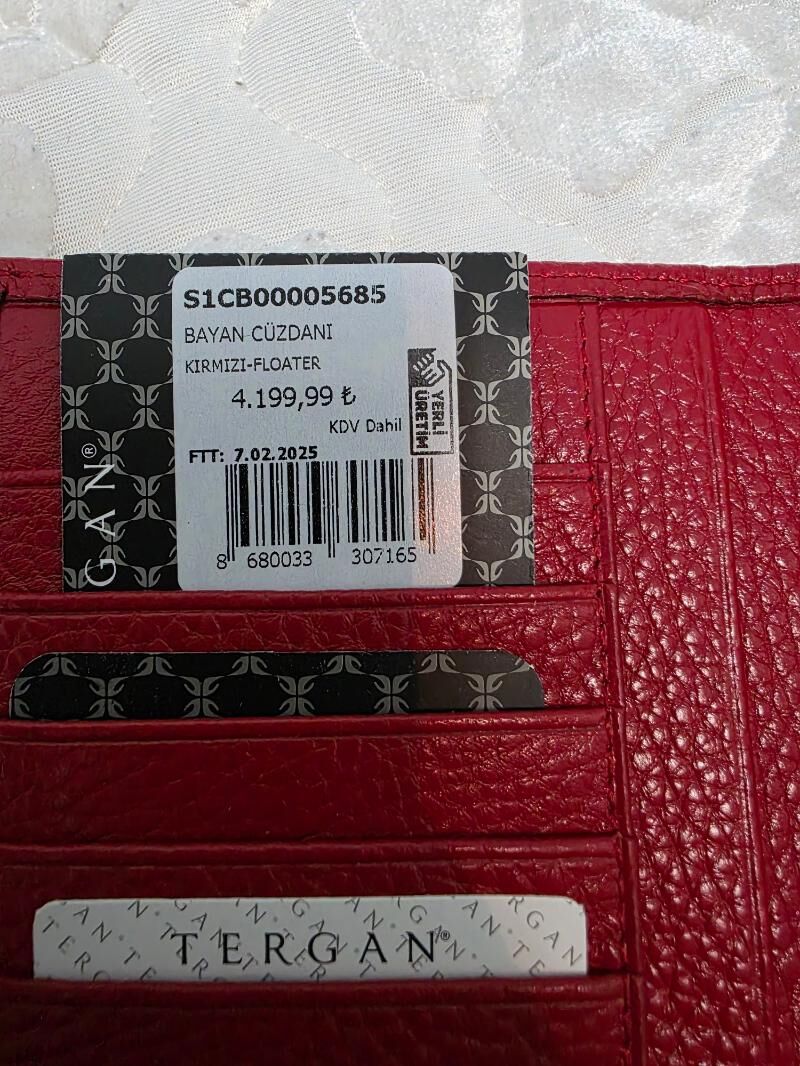 S1CB00005685
BAYAN CÜZDANI
KIRMIZI-FLOATER
4.199,99 ₺
KDV Dahil
YERLİ
ÜRETİM
FTT: 7.02.2025
8 680033 307165
GAN®
TERGAN®